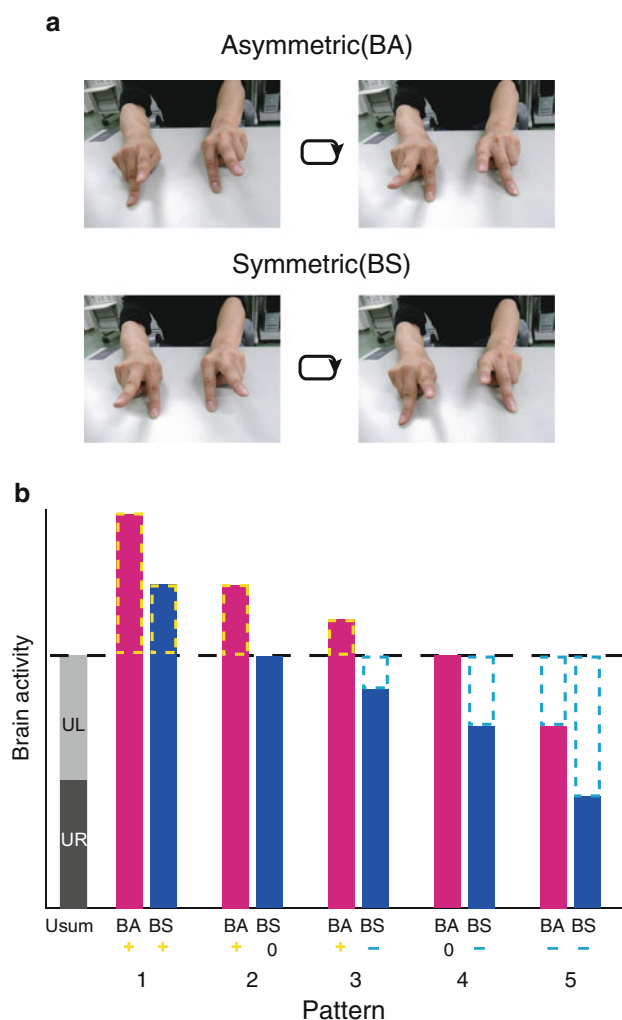 a
Asymmetric(BA)
Symmetric(BS)
b
Brain activity
UL
UR
Usum BA BS BA BS BA BS BA BS BA BS
+ + + 0 + − 0 − − −
1 2 3 4 5
Pattern